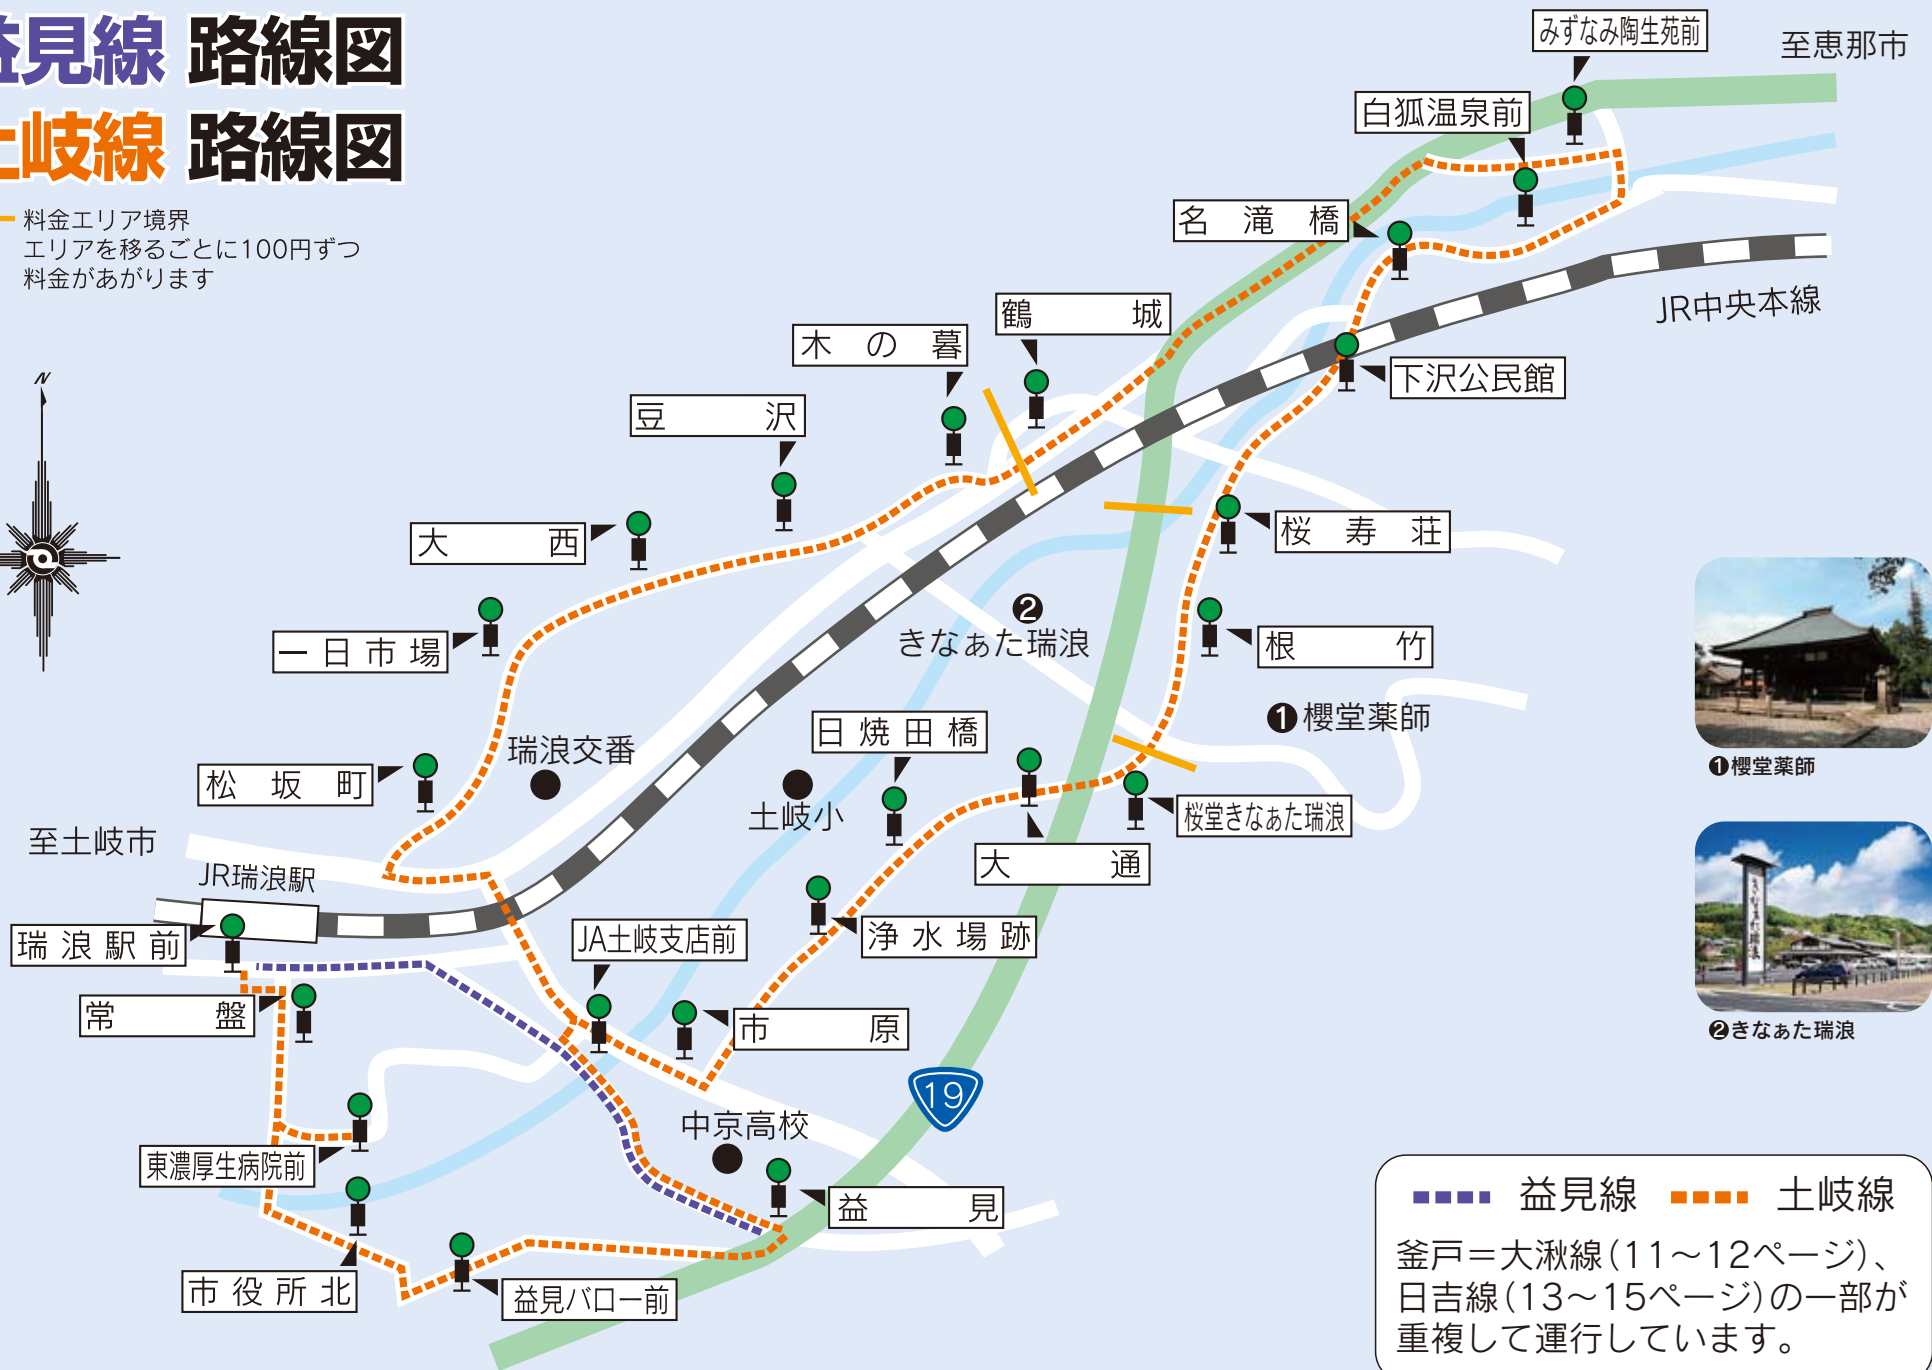 益見線 路線図
土岐線 路線図
料金エリア境界
エリアを移るごとに100円ずつ
料金があがります
N
みずなみ陶生苑前
至恵那市
白狐温泉前
名滝橋
JR中央本線
鶴城
木の暮
下沢公民館
豆沢
大西
桜寿荘
一日市場
❷
きなぁた瑞浪
根竹
❶櫻堂薬師
日焼田橋
瑞浪交番
松坂町
土岐小
桜堂きなぁた瑞浪
大通
至土岐市
JR瑞浪駅
瑞浪駅前
JA土岐支店前
浄水場跡
常盤
市原
19
中京高校
東濃厚生病院前
益見
市役所北
益見バロー前
❶櫻堂薬師
きなぁた瑞浪
❷きなぁた瑞浪
益見線 土岐線
釜戸＝大湫線(11～12ページ)、
日吉線(13～15ページ)の一部が
重複して運行しています。